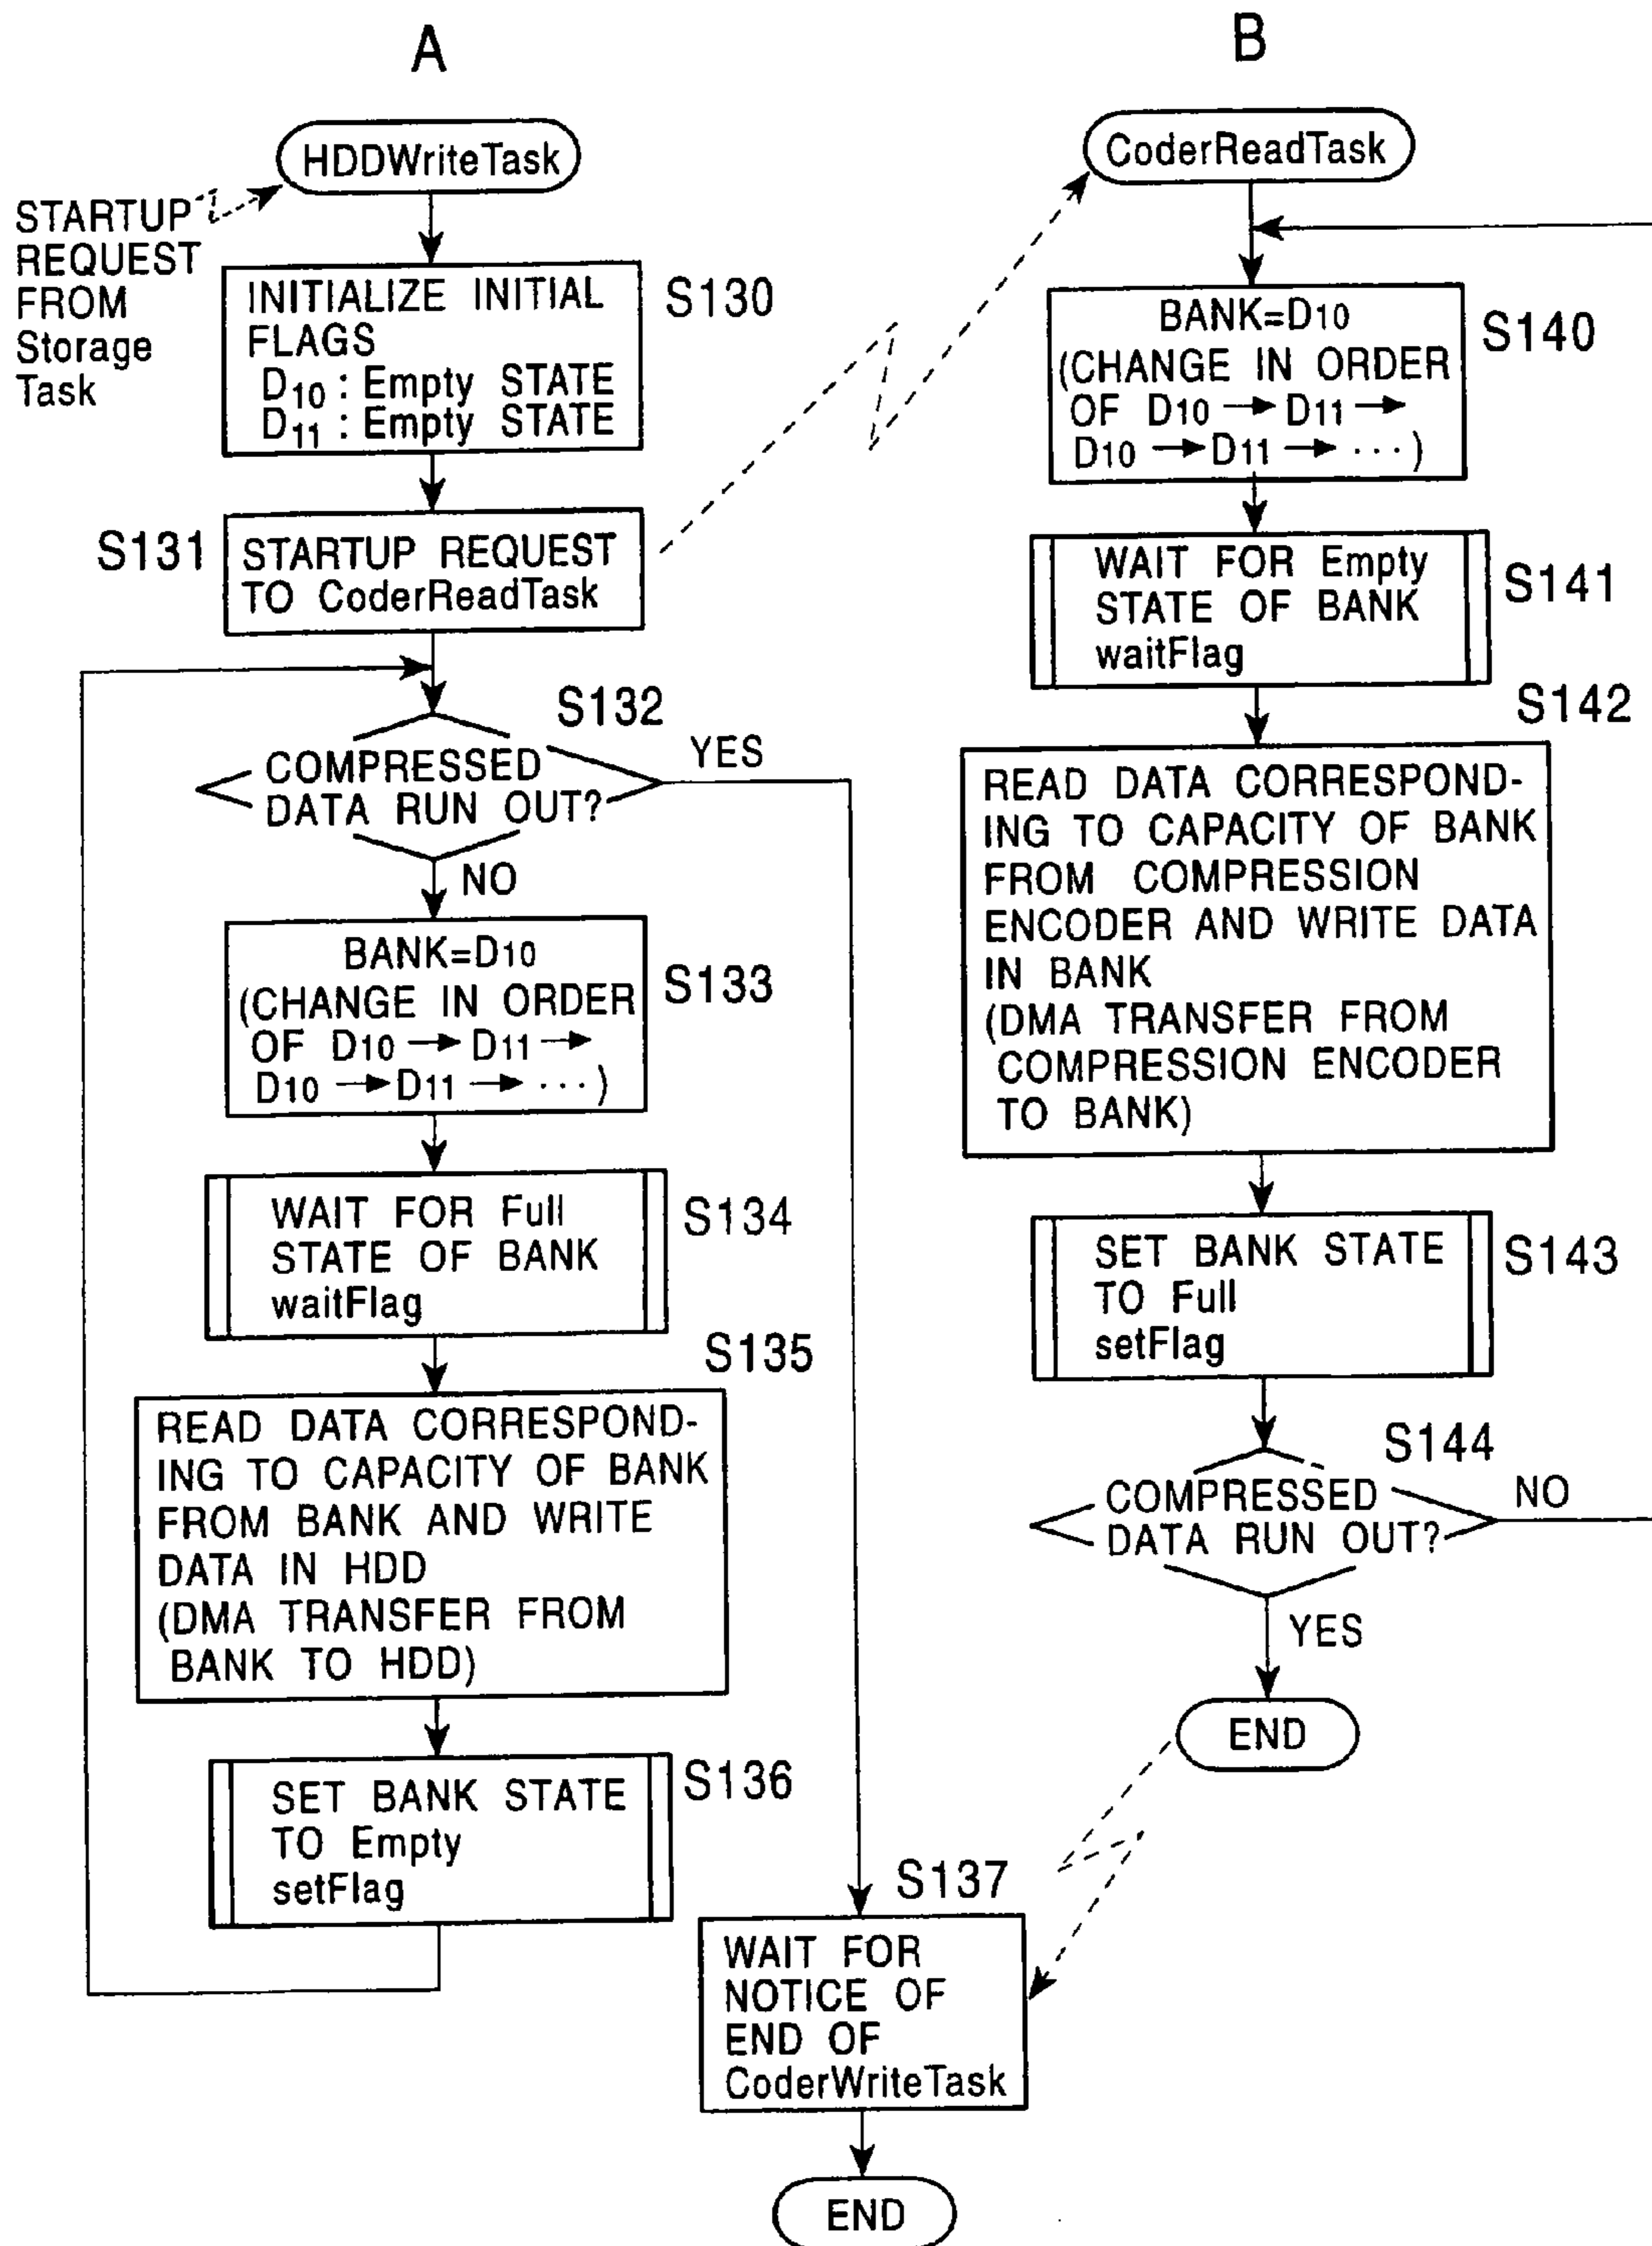 A
HDDWriteTask
STARTUP
REQUEST
FROM
Storage
Task
INITIALIZE INITIAL
FLAGS
D10 : Empty STATE
D11 : Empty STATE
S130
S131
STARTUP REQUEST
TO CoderReadTask
S132
COMPRESSED
DATA RUN OUT?
YES
NO
BANK=D10
(CHANGE IN ORDER
OF D10 → D11 →
D10 → D11 → ···)
S133
WAIT FOR Full
STATE OF BANK
waitFlag
S134
S135
READ DATA CORRESPOND-
ING TO CAPACITY OF BANK
FROM BANK AND WRITE
DATA IN HDD
(DMA TRANSFER FROM
BANK TO HDD)
SET BANK STATE
TO Empty
setFlag
S136
S137
WAIT FOR
NOTICE OF
END OF
CoderWriteTask
END
B
CoderReadTask
BANK=D10
(CHANGE IN ORDER
OF D10 → D11 →
D10 → D11 → ···)
S140
WAIT FOR Empty
STATE OF BANK
waitFlag
S141
S142
READ DATA CORRESPOND-
ING TO CAPACITY OF BANK
FROM COMPRESSION
ENCODER AND WRITE DATA
IN BANK
(DMA TRANSFER FROM
COMPRESSION ENCODER
TO BANK)
SET BANK STATE
TO Full
setFlag
S143
S144
COMPRESSED
DATA RUN OUT?
NO
YES
END